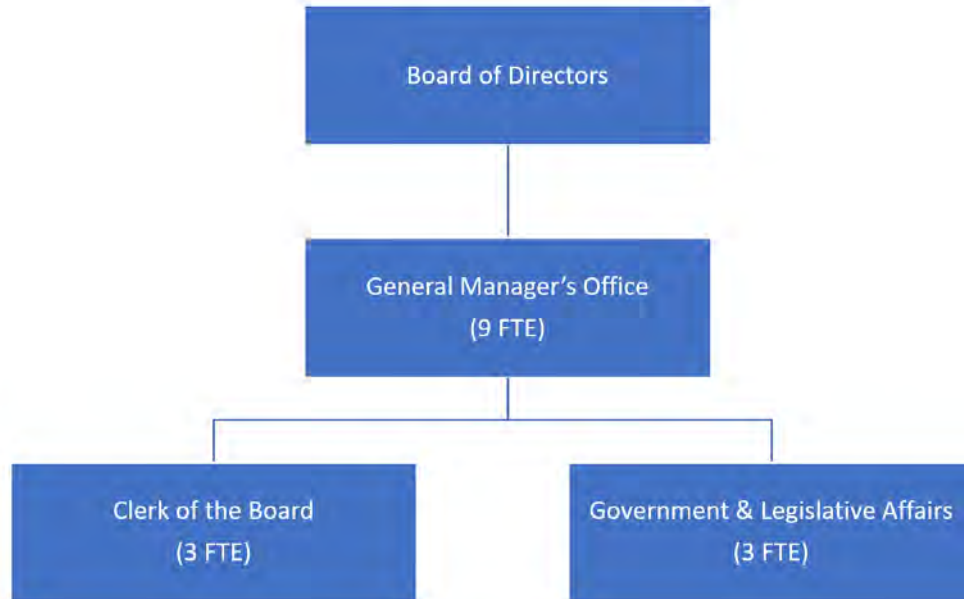 Board of Directors
General Manager’s Office
(9 FTE)
Clerk of the Board
(3 FTE)
Government & Legislative Affairs
(3 FTE)